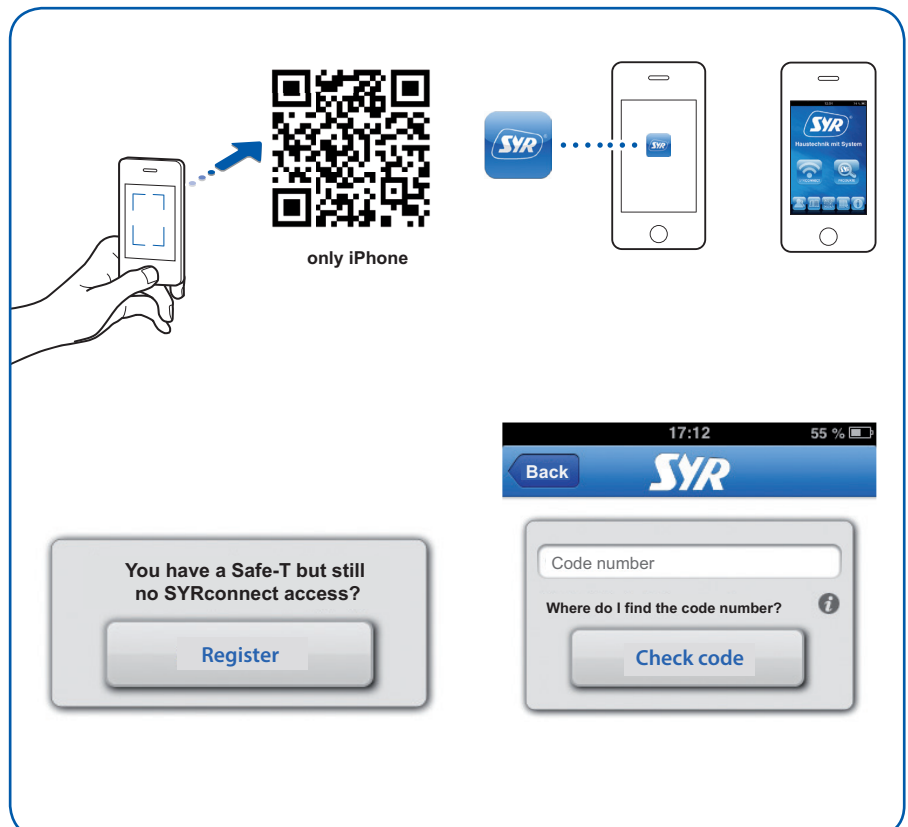 only iPhone
SYR
SYR
SYR
Haustechnik mit System
17:12 55 %
Back SYR
You have a Safe-T but still
no SYRconnect access?
Register
Code number
Where do I find the code number?
Check code